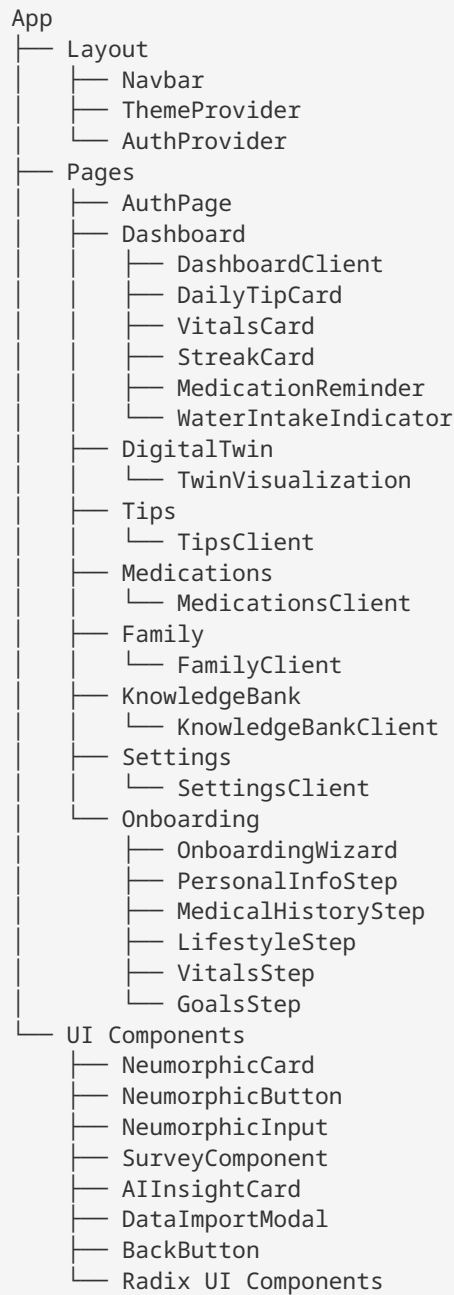 App
├── Layout
│   ├── Navbar
│   ├── ThemeProvider
│   └── AuthProvider
├── Pages
│   ├── AuthPage
│   ├── Dashboard
│   │   ├── DashboardClient
│   │   ├── DailyTipCard
│   │   ├── VitalsCard
│   │   ├── StreakCard
│   │   ├── MedicationReminder
│   │   └── WaterIntakeIndicator
│   ├── DigitalTwin
│   │   └── TwinVisualization
│   ├── Tips
│   │   └── TipsClient
│   ├── Medications
│   │   └── MedicationsClient
│   ├── Family
│   │   └── FamilyClient
│   ├── KnowledgeBank
│   │   └── KnowledgeBankClient
│   ├── Settings
│   │   └── SettingsClient
│   └── Onboarding
│       ├── OnboardingWizard
│       ├── PersonalInfoStep
│       ├── MedicalHistoryStep
│       ├── LifestyleStep
│       ├── VitalsStep
│       └── GoalsStep
└── UI Components
    ├── NeumorphicCard
    ├── NeumorphicButton
    ├── NeumorphicInput
    ├── SurveyComponent
    ├── AIInsightCard
    ├── DataImportModal
    ├── BackButton
    └── Radix UI Components